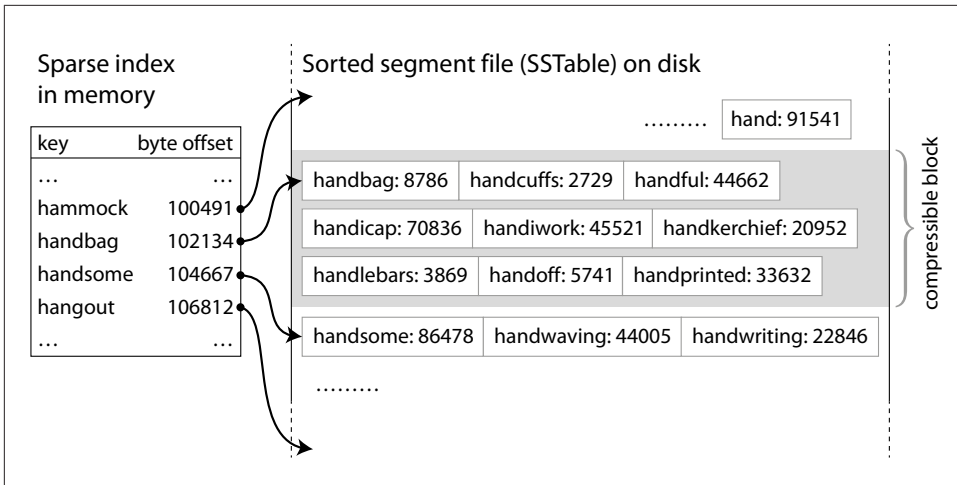 Sparse index
in memory
key byte offset
... ...
hammock 100491
handbag 102134
handsome 104667
hangout 106812
... ...
Sorted segment file (SSTable) on disk
......... hand: 91541
handbag: 8786 handcuffs: 2729 handful: 44662
handicap: 70836 handiwork: 45521 handkerchief: 20952
handlebars: 3869 handoff: 5741 handprinted: 33632
handsome: 86478 handwaving: 44005 handwriting: 22846
.........
compressible block